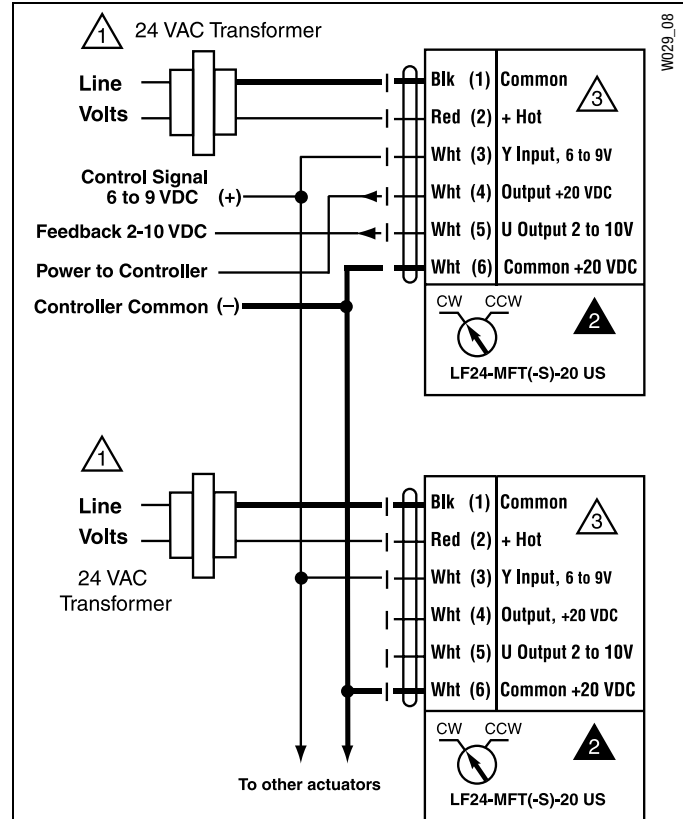 W029_08
1 24 VAC Transformer
Line
Volts
Blk (1) Common
3
Red (2) + Hot
Wht (3) Y Input, 6 to 9V
Wht (4) Output +20 VDC
Wht (5) U Output 2 to 10V
Wht (6) Common +20 VDC
Control Signal
6 to 9 VDC (+)
Feedback 2-10 VDC
Power to Controller
Controller Common (–)
CW CCW
2
LF24-MFT(-S)-20 US
1
Line
Volts
24 VAC
Transformer
Blk (1) Common
3
Red (2) + Hot
Wht (3) Y Input, 6 to 9V
Wht (4) Output, +20 VDC
Wht (5) U Output 2 to 10V
Wht (6) Common +20 VDC
CW CCW
2
LF24-MFT(-S)-20 US
To other actuators